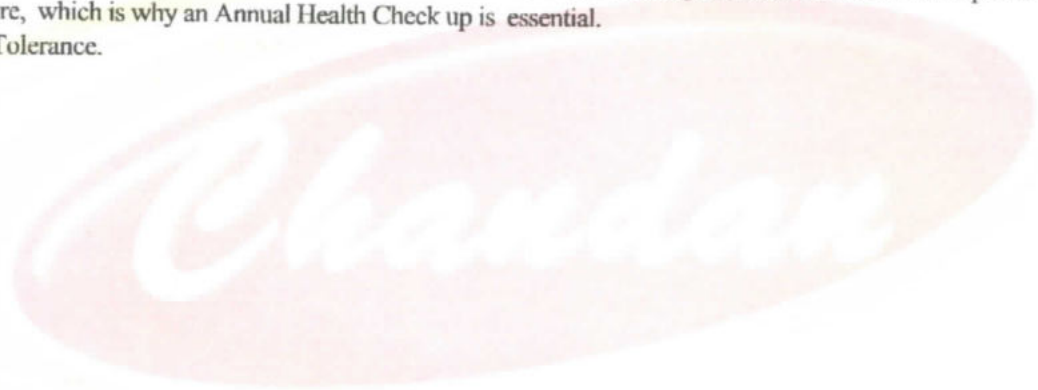 re, which is why an Annual Health Check up is essential.
Tolerance.
Chandan